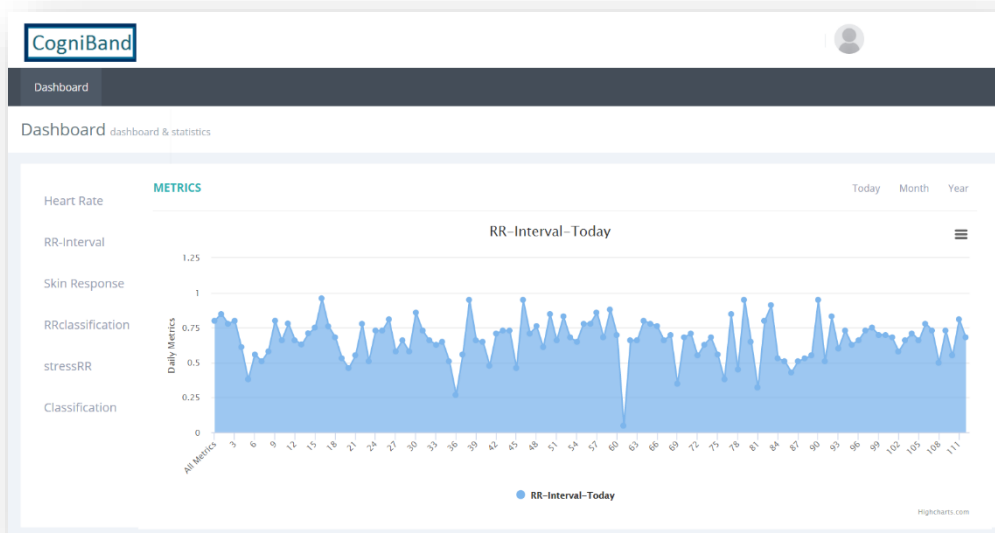 CogniBand
Dashboard
Dashboard dashboard & statistics
Heart Rate
RR-Interval
Skin Response
RRclassification
stressRR
Classification
METRICS
Today Month Year
RR-Interval-Today
Daily Metrics
1.25
1
0.75
0.5
0.25
0
All Metrics 3 6 9 12 15 18 21 24 27 30 33 36 39 42 45 48 51 54 57 60 63 66 69 72 75 78 81 84 87 90 93 96 99 102 105 108 111
RR-Interval-Today
Highcharts.com